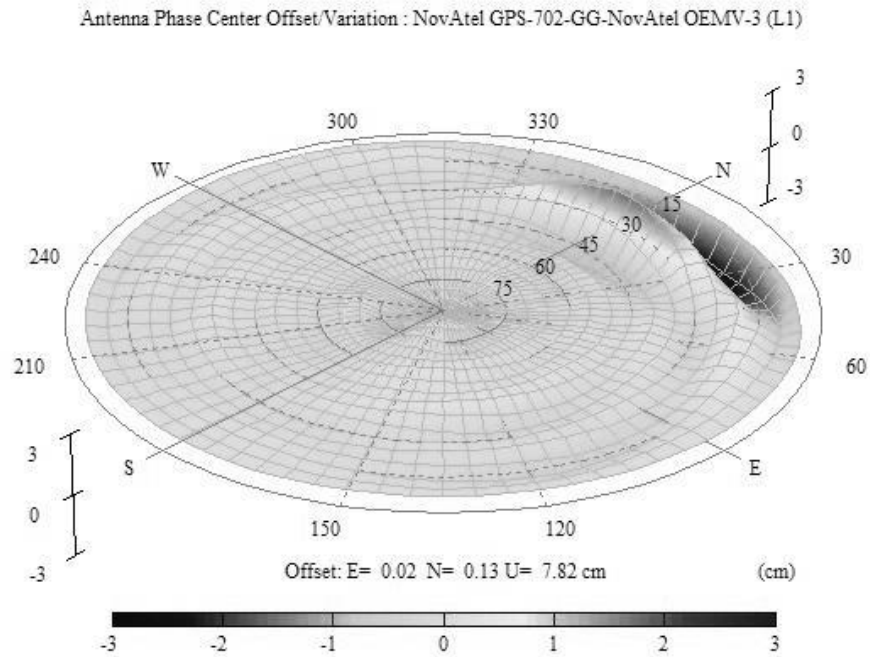 Antenna Phase Center Offset/Variation : NovAtel GPS-702-GG-NovAtel OEMV-3 (L1)
3
300
330
0
W
N
-3
15
30
240
45
30
60
75
210
60
3
S
E
0
150
120
-3
Offset: E= 0.02 N= 0.13 U= 7.82 cm
(cm)
-3 -2 -1 0 1 2 3